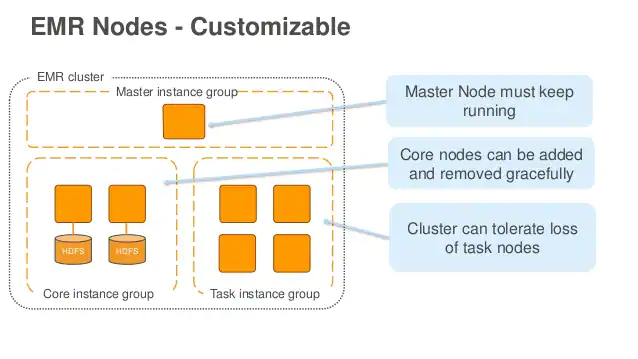 EMR Nodes - Customizable
EMR cluster
Master instance group
Master Node must keep
running
Core nodes can be added
and removed gracefully
HDFS
HDFS
Cluster can tolerate loss
of task nodes
Core instance group
Task instance group